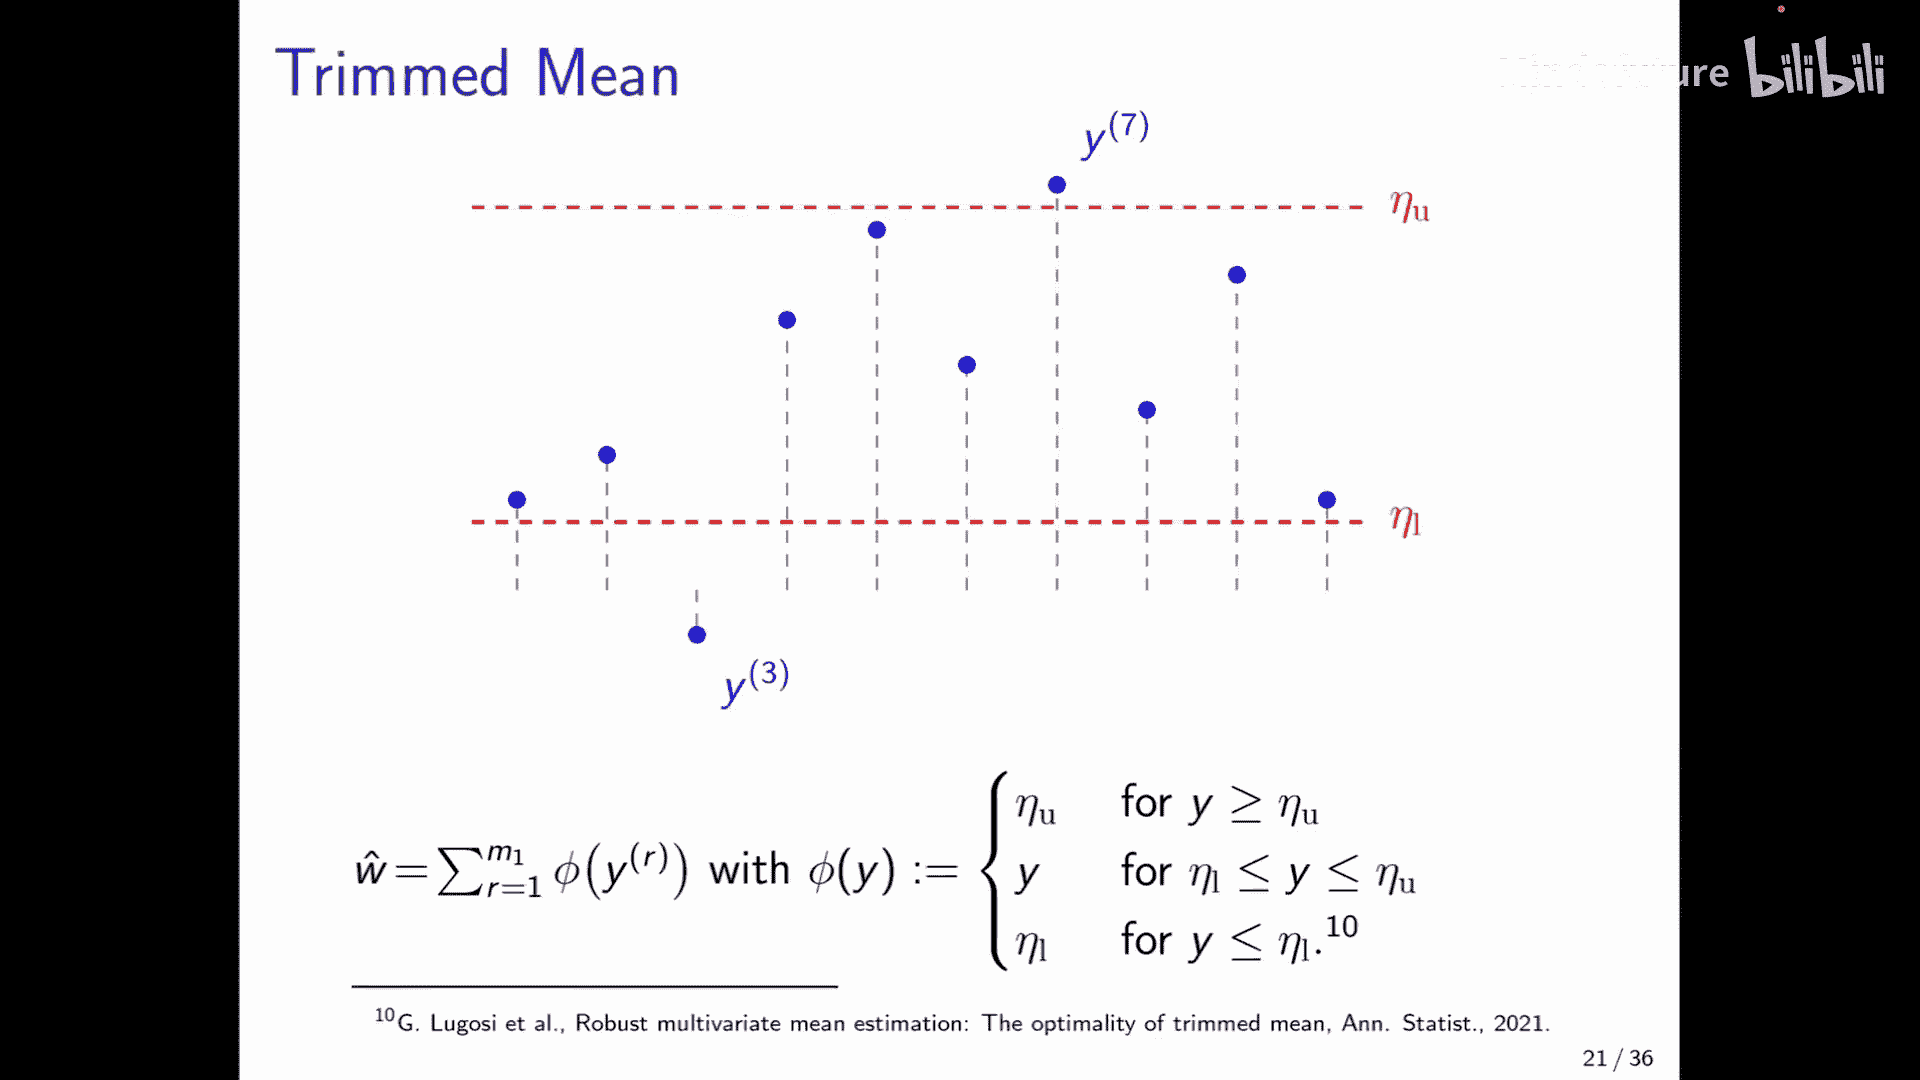 Trimmed Mean
bilibili
y^(7)
η_u
η_l
y^(3)
ŵ = ∑_{r=1}^{m_1} ϕ(y^(r)) with ϕ(y) := {
η_u for y ≥ η_u
y for η_l ≤ y ≤ η_u
η_l for y ≤ η_l.^10
^10 G. Lugosi et al., Robust multivariate mean estimation: The optimality of trimmed mean, Ann. Statist., 2021.
21 / 36